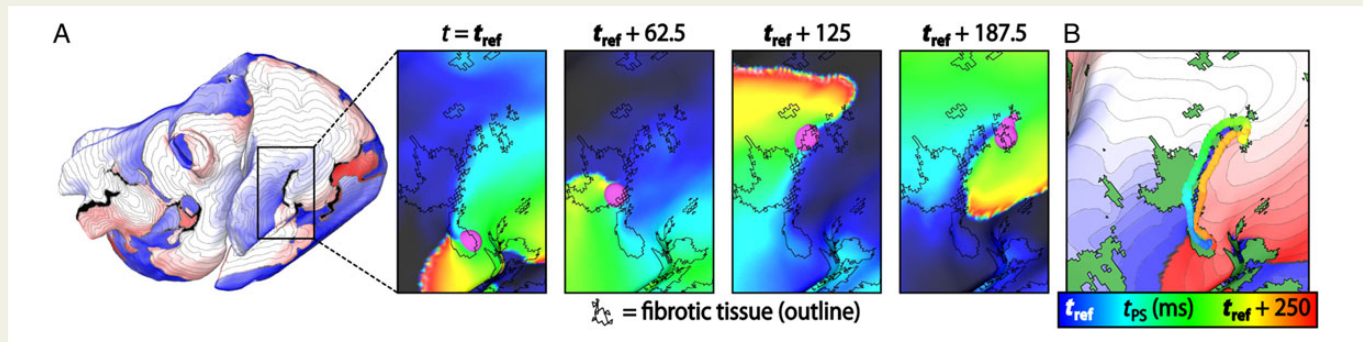 A
t = tref
tref + 62.5
tref + 125
tref + 187.5
B
= fibrotic tissue (outline)
tref tPS (ms) tref + 250